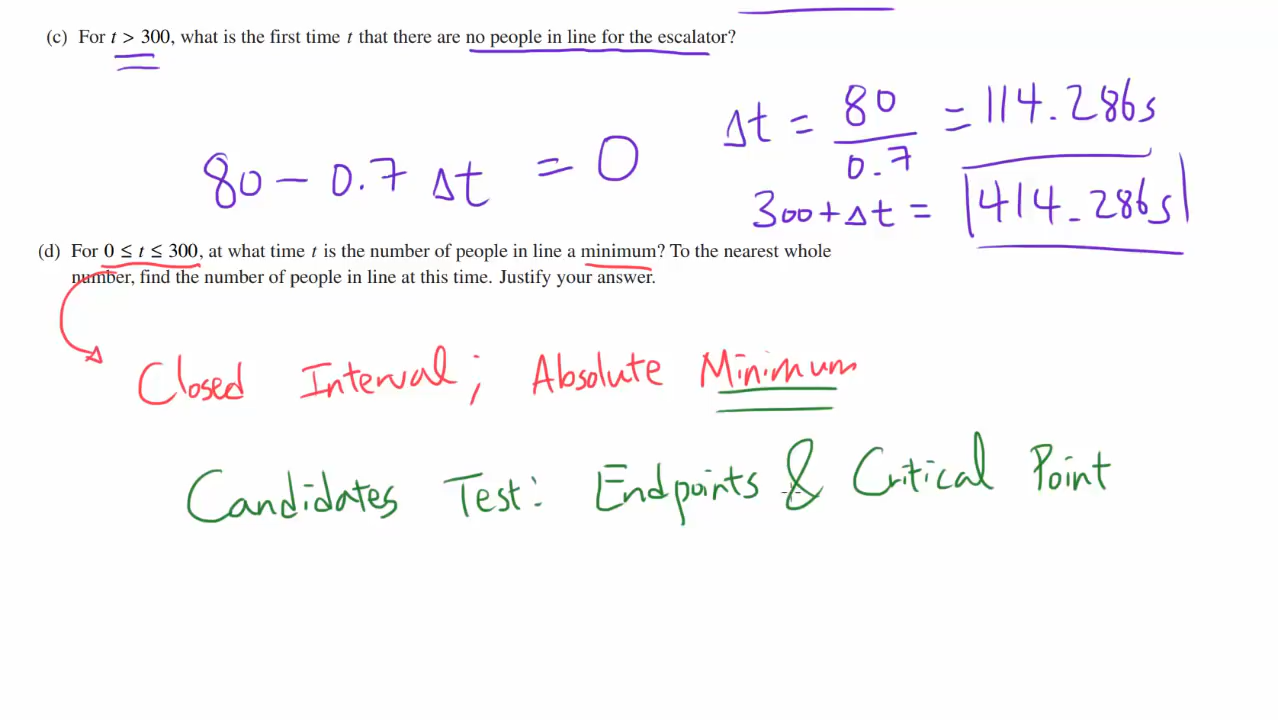 (c) For t > 300, what is the first time t that there are no people in line for the escalator?
Δt = 80/0.7 = 114.286s
80 - 0.7 Δt = 0
300 + Δt = 414.286s
(d) For 0 ≤ t ≤ 300, at what time t is the number of people in line a minimum? To the nearest whole
number, find the number of people in line at this time. Justify your answer.
Closed Interval; Absolute Minimum
Candidates Test: Endpoints & Critical Point